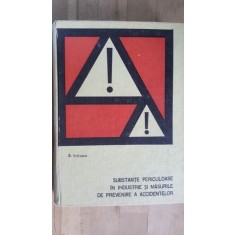 SUBSTANȚE PERICULOASE
ÎN INDUSTRIE ȘI MĂSURILE
DE PREVENIRE A ACCIDENTELOR